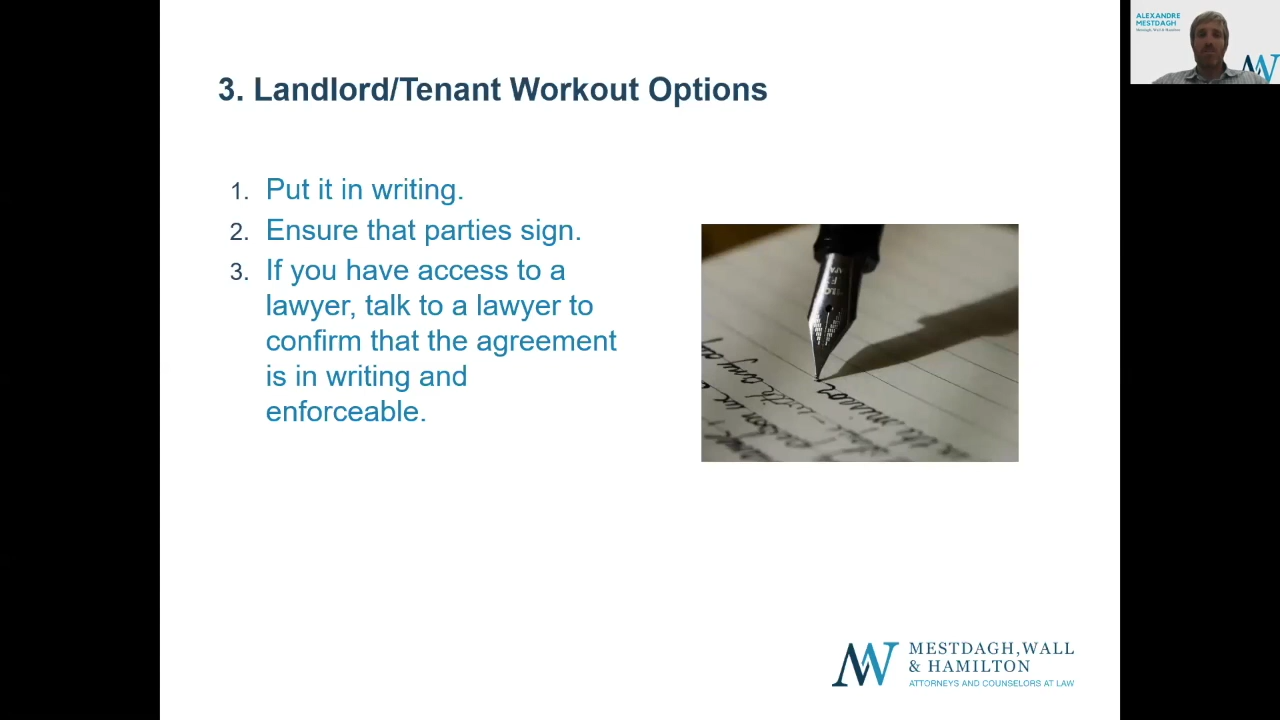 ALEXANDRE
MESTDAGH
Mestdagh, Wall & Hamilton
3. Landlord/Tenant Workout Options
1. Put it in writing.
2. Ensure that parties sign.
3. If you have access to a
lawyer, talk to a lawyer to
confirm that the agreement
is in writing and
enforceable.
MESTDAGH, WALL
& HAMILTON
ATTORNEYS AND COUNSELORS AT LAW